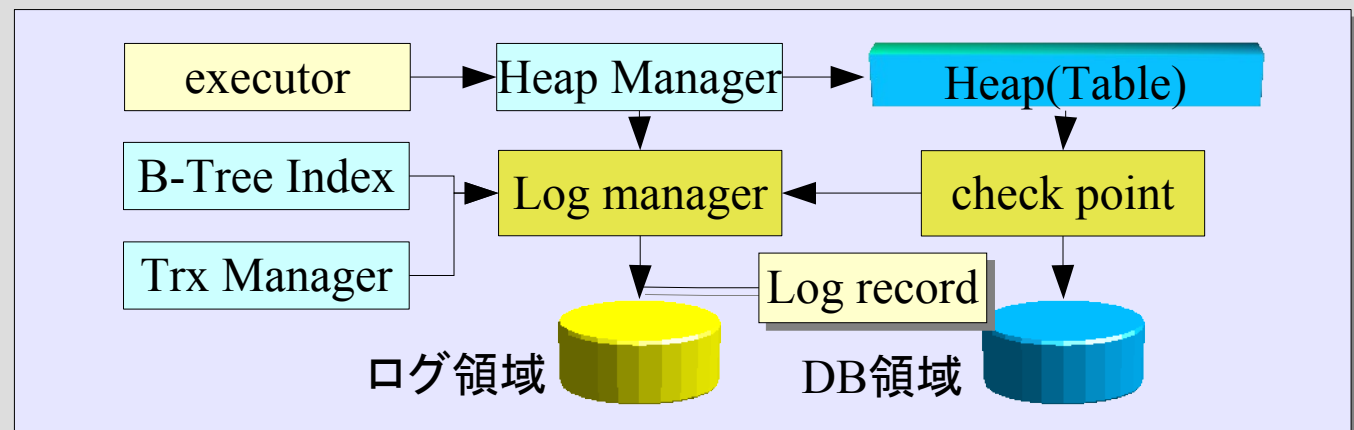 executor
Heap Manager
Heap(Table)
B-Tree Index
Log manager
check point
Trx Manager
Log record
ログ領域
DB領域